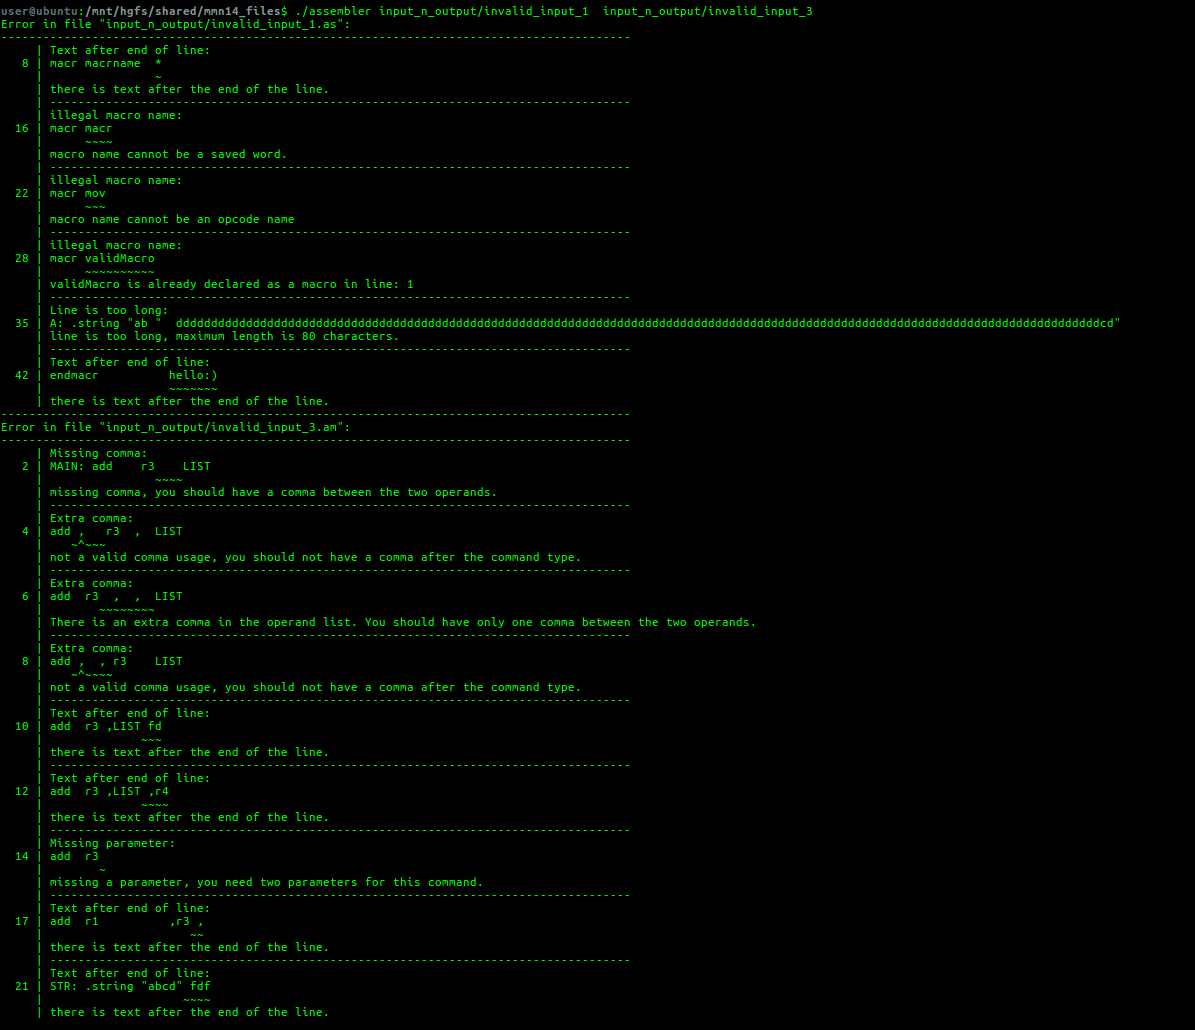 user@ubuntu:/mnt/hgfs/shared/mmn14_files$ ./assembler input_n_output/invalid_input_1  input_n_output/invalid_input_3
Error in file "input_n_output/invalid_input_1.as":
------------------------------------------------------------------------------------------
     | Text after end of line:
   8 | macr macrname  *
     |                ~
     | there is text after the end of the line.
     | -----------------------------------------------------------------------------------
     | illegal macro name:
  16 | macr macr
     |      ~~~~
     | macro name cannot be a saved word.
     | -----------------------------------------------------------------------------------
     | illegal macro name:
  22 | macr mov
     |      ~~~
     | macro name cannot be an opcode name
     | -----------------------------------------------------------------------------------
     | illegal macro name:
  28 | macr validMacro
     |      ~~~~~~~~~~
     | validMacro is already declared as a macro in line: 1
     | -----------------------------------------------------------------------------------
     | Line is too long:
  35 | A: .string "ab "  ddddddddddddddddddddddddddddddddddddddddddddddddddddddddddddddddddddddddddddddddddddddddddddddddddddddddddddddddddddcd"
     | line is too long, maximum length is 80 characters.
     | -----------------------------------------------------------------------------------
     | Text after end of line:
  42 | endmacr          hello:)
     |                  ~~~~~~~
     | there is text after the end of the line.
------------------------------------------------------------------------------------------
Error in file "input_n_output/invalid_input_3.am":
------------------------------------------------------------------------------------------
     | Missing comma:
   2 | MAIN: add    r3    LIST
     |                ~~~~
     | missing comma, you should have a comma between the two operands.
     | -----------------------------------------------------------------------------------
     | Extra comma:
   4 | add ,   r3  ,  LIST
     |    ~^~~~
     | not a valid comma usage, you should not have a comma after the command type.
     | -----------------------------------------------------------------------------------
     | Extra comma:
   6 | add  r3  ,  ,  LIST
     |        ~~~~~~~~
     | There is an extra comma in the operand list. You should have only one comma between the two operands.
     | -----------------------------------------------------------------------------------
     | Extra comma:
   8 | add ,  , r3    LIST
     |    ~^~~~~
     | not a valid comma usage, you should not have a comma after the command type.
     | -----------------------------------------------------------------------------------
     | Text after end of line:
  10 | add  r3 ,LIST fd
     |              ~~~
     | there is text after the end of the line.
     | -----------------------------------------------------------------------------------
     | Text after end of line:
  12 | add  r3 ,LIST ,r4
     |              ~~~~
     | there is text after the end of the line.
     | -----------------------------------------------------------------------------------
     | Missing parameter:
  14 | add  r3
     |        ~
     | missing a parameter, you need two parameters for this command.
     | -----------------------------------------------------------------------------------
     | Text after end of line:
  17 | add  r1          ,r3 ,
     |                     ~~
     | there is text after the end of the line.
     | -----------------------------------------------------------------------------------
     | Text after end of line:
  21 | STR: .string "abcd" fdf
     |                    ~~~~
     | there is text after the end of the line.